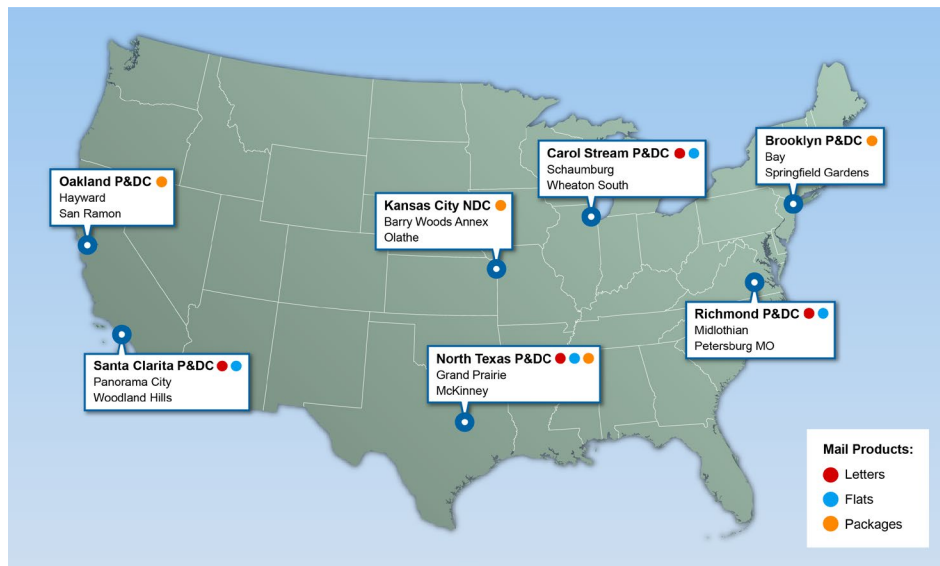 Brooklyn P&DC
Bay
Springfield Gardens
Carol Stream P&DC
Schaumburg
Wheaton South
Oakland P&DC
Hayward
San Ramon
Kansas City NDC
Barry Woods Annex
Olathe
Richmond P&DC
Midlothian
Petersburg MO
Santa Clarita P&DC
Panorama City
Woodland Hills
North Texas P&DC
Grand Prairie
McKinney
Mail Products:
Letters
Flats
Packages